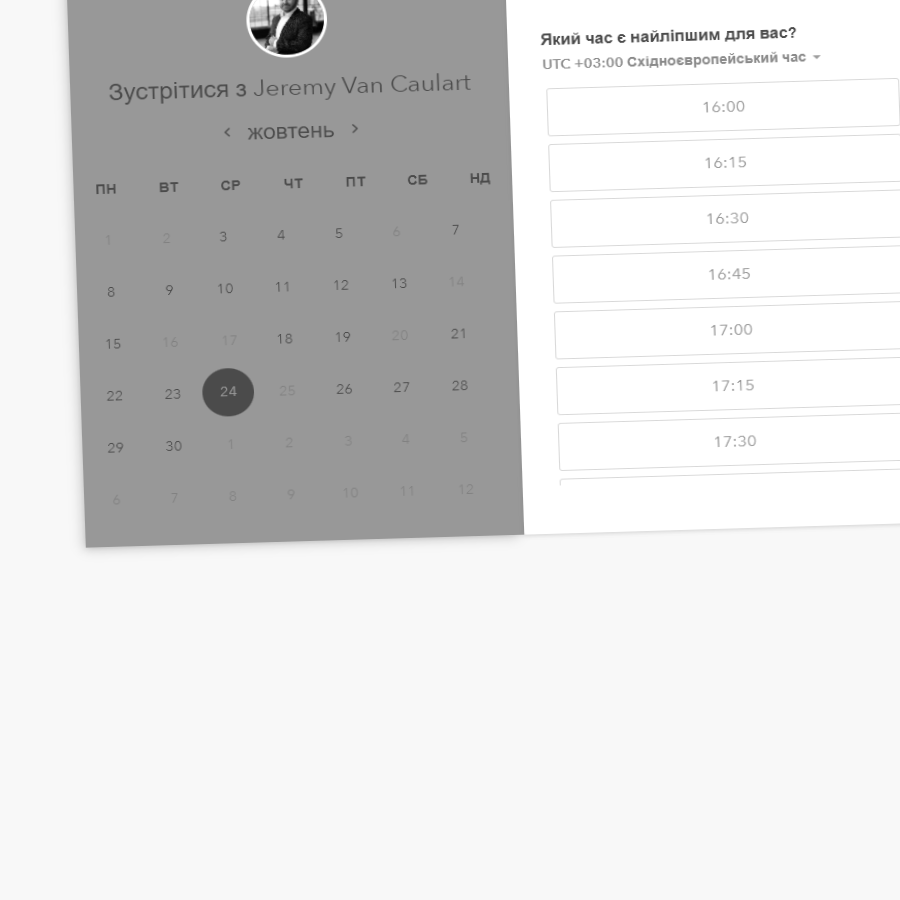 Зустрітися з Jeremy Van Caulart
жовтень
ПН ВТ СР ЧТ ПТ СБ НД
1 2 3 4 5 6 7
8 9 10 11 12 13 14
15 16 17 18 19 20 21
22 23 24 25 26 27 28
29 30 1 2 3 4 5
6 7 8 9 10 11 12
Який час є найліпшим для вас?
UTC +03:00 Східноєвропейський час
16:00
16:15
16:30
16:45
17:00
17:15
17:30